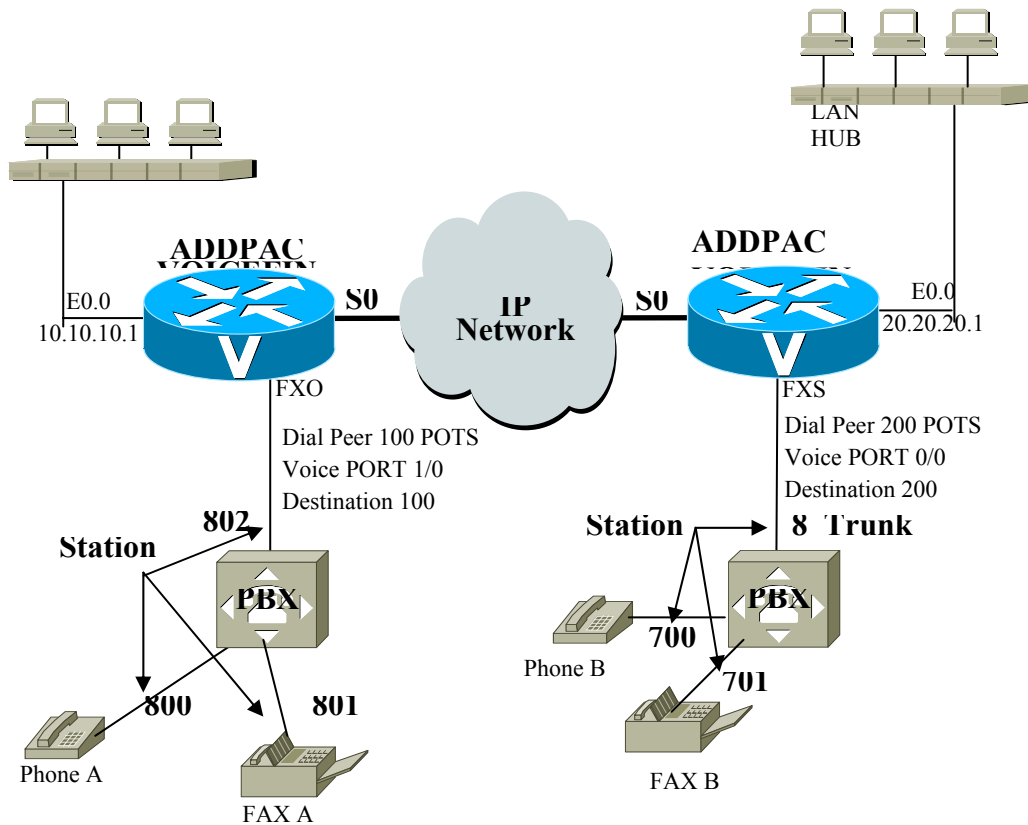 LAN
HUB
ADDPAC
ADDPAC
E0.0
10.10.10.1
S0
IP
Network
S0
E0.0
20.20.20.1
FXO
FXS
Dial Peer 100 POTS
Voice PORT 1/0
Destination 100
Dial Peer 200 POTS
Voice PORT 0/0
Destination 200
802
Station
Station
8 Trunk
PBX
PBX
700
Phone B
701
800
801
Phone A
FAX A
FAX B